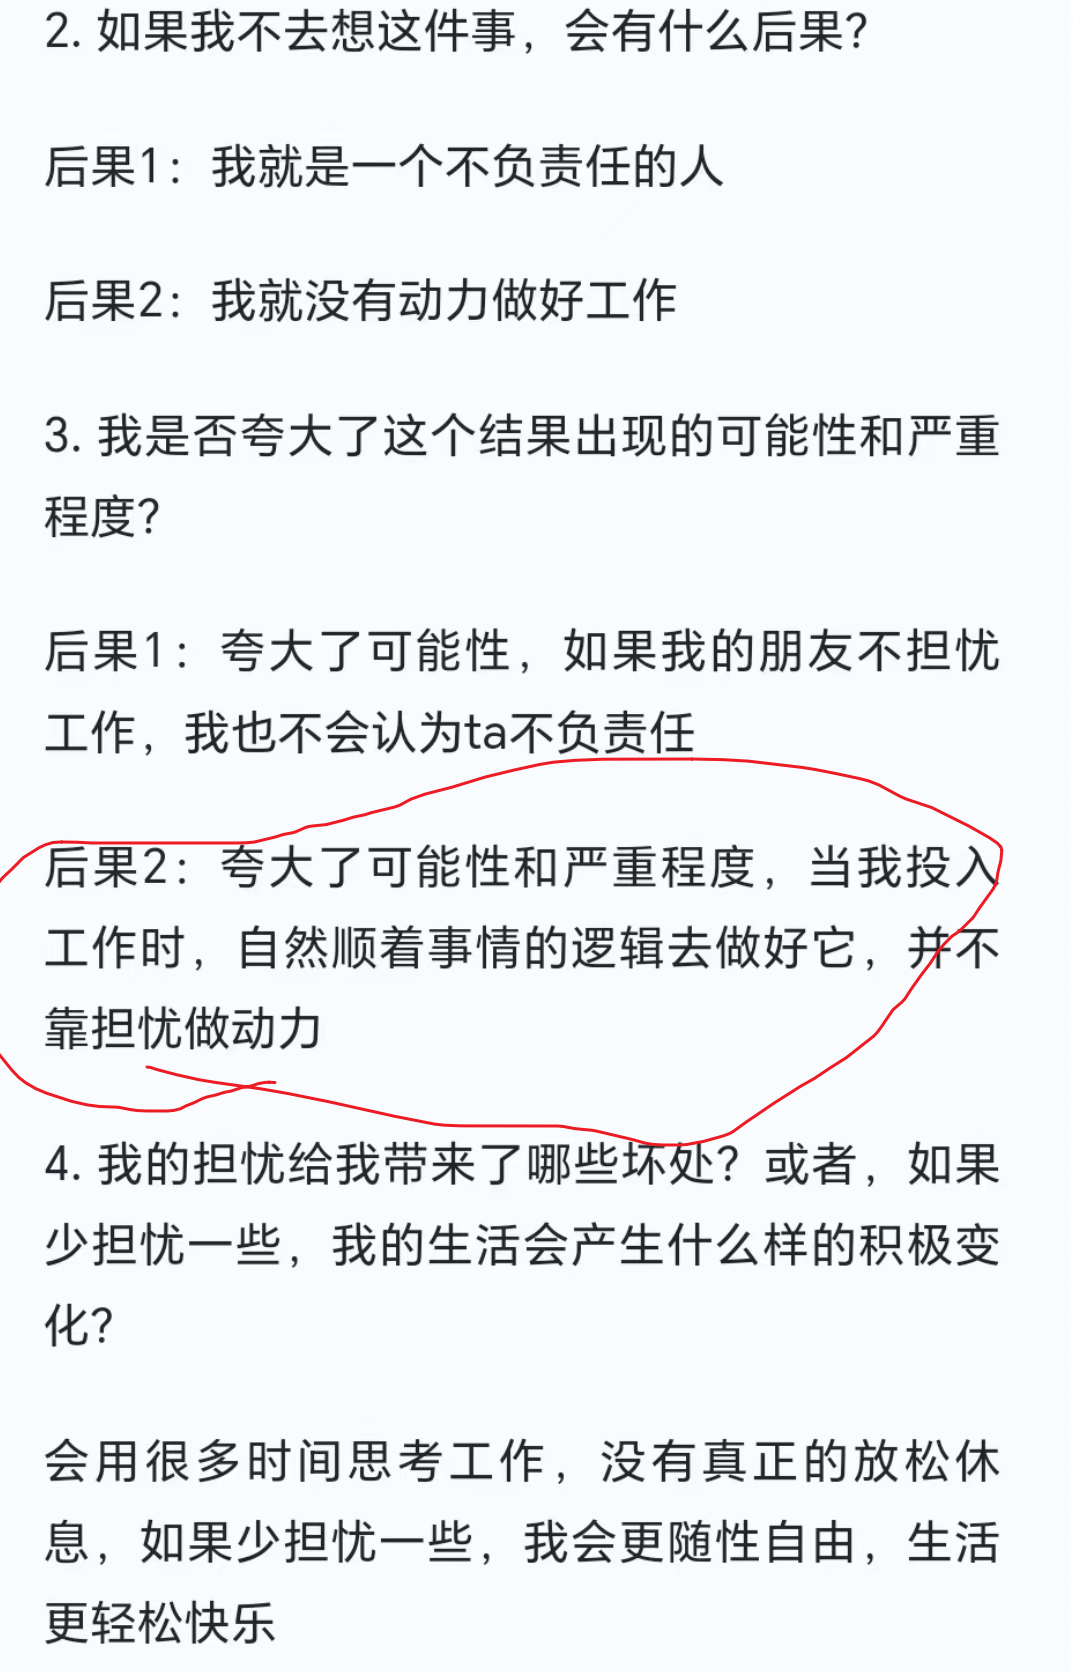 2. 如果我不去想这件事，会有什么后果？
后果1：我就是一个不负责任的人
后果2：我就没有动力做好工作
3. 我是否夸大了这个结果出现的可能性和严重
程度？
后果1：夸大了可能性，如果我的朋友不担忧
工作，我也不会认为ta不负责任
后果2：夸大了可能性和严重程度，当我投入
工作时，自然顺着事情的逻辑去做好它，并不
靠担忧做动力
4. 我的担忧给我带来了哪些坏处？或者，如果
少担忧一些，我的生活会产生什么样的积极变
化？
会用很多时间思考工作，没有真正的放松休
息，如果少担忧一些，我会更随性自由，生活
更轻松快乐